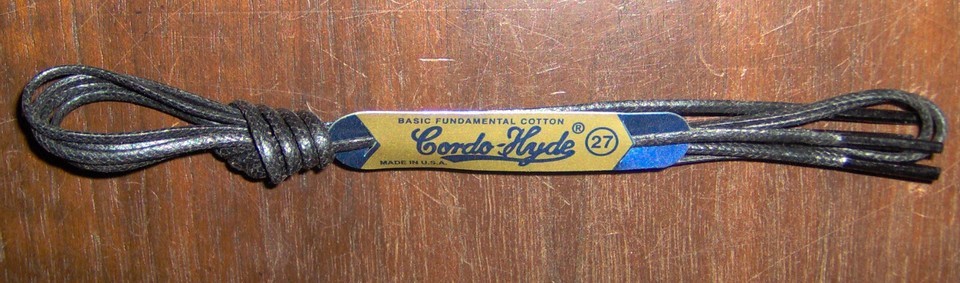 BASIC FUNDAMENTAL COTTON
Cordo-Hyde® 27
MADE IN U.S.A.